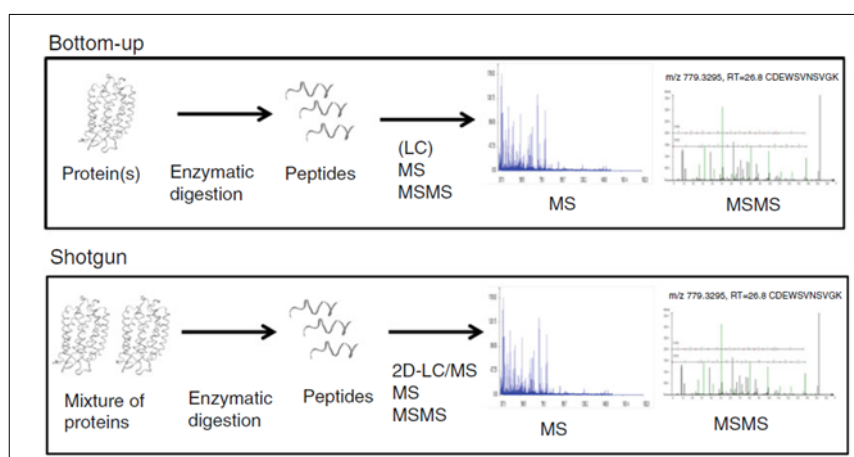 Bottom-up
m/z 779.3295, RT=26.8 CDEWSVNSVGK
Protein(s)
Enzymatic
digestion
Peptides
(LC)
MS
MSMS
MS
MSMS
Shotgun
m/z 779.3295, RT=26.8 CDEWSVNSVGK
Mixture of
proteins
Enzymatic
digestion
Peptides
2D-LC/MS
MS
MSMS
MS
MSMS